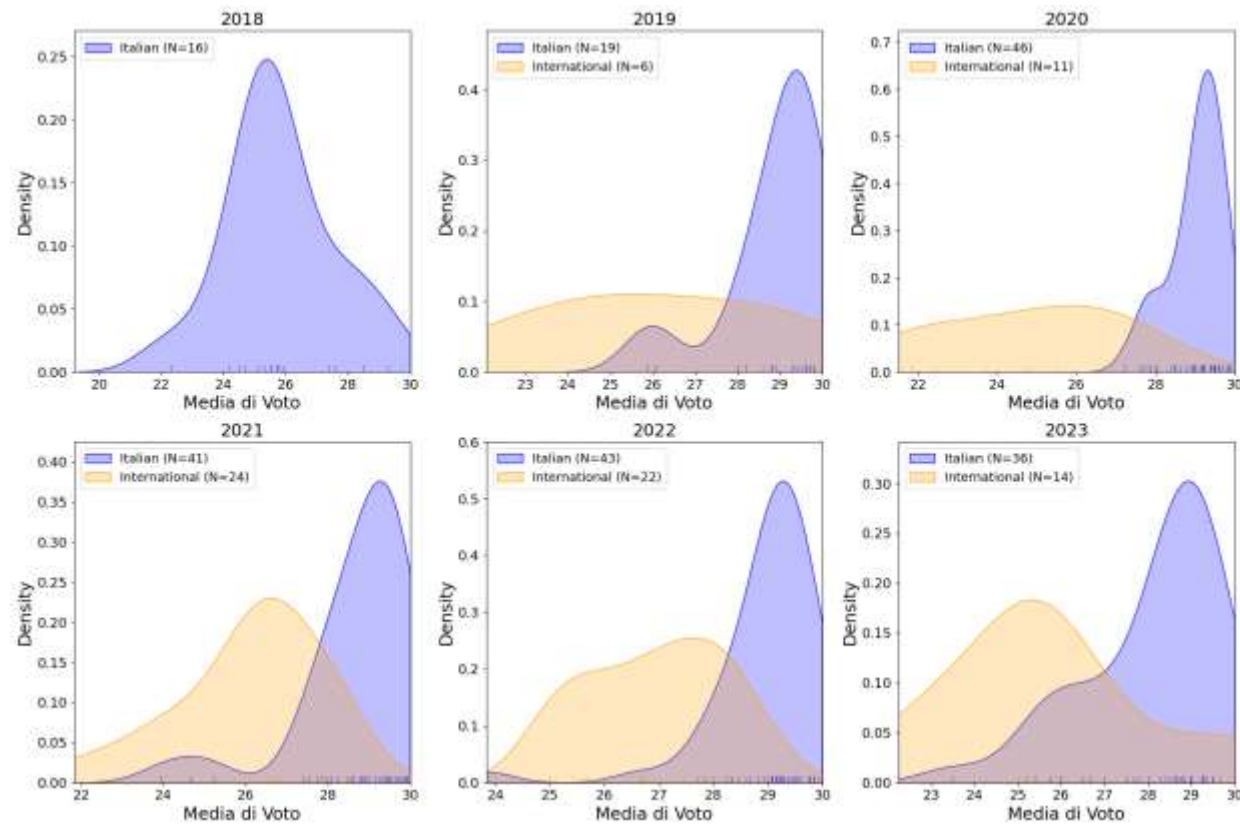 2018
Italian (N=16)
0.25
0.20
0.15
0.10
0.05
0.00
Density
20 22 24 26 28 30
Media di Voto
2019
Italian (N=19)
International (N=6)
0.4
0.3
0.2
0.1
0.0
Density
23 24 25 26 27 28 29 30
Media di Voto
2020
Italian (N=46)
International (N=11)
0.7
0.6
0.5
0.4
0.3
0.2
0.1
0.0
Density
22 24 26 28 30
Media di Voto
2021
Italian (N=41)
International (N=24)
0.40
0.35
0.30
0.25
0.20
0.15
0.10
0.05
0.00
Density
22 24 26 28 30
Media di Voto
2022
Italian (N=43)
International (N=22)
0.6
0.5
0.4
0.3
0.2
0.1
0.0
Density
24 25 26 27 28 29 30
Media di Voto
2023
Italian (N=36)
International (N=14)
0.30
0.25
0.20
0.15
0.10
0.05
0.00
Density
23 24 25 26 27 28 29 30
Media di Voto